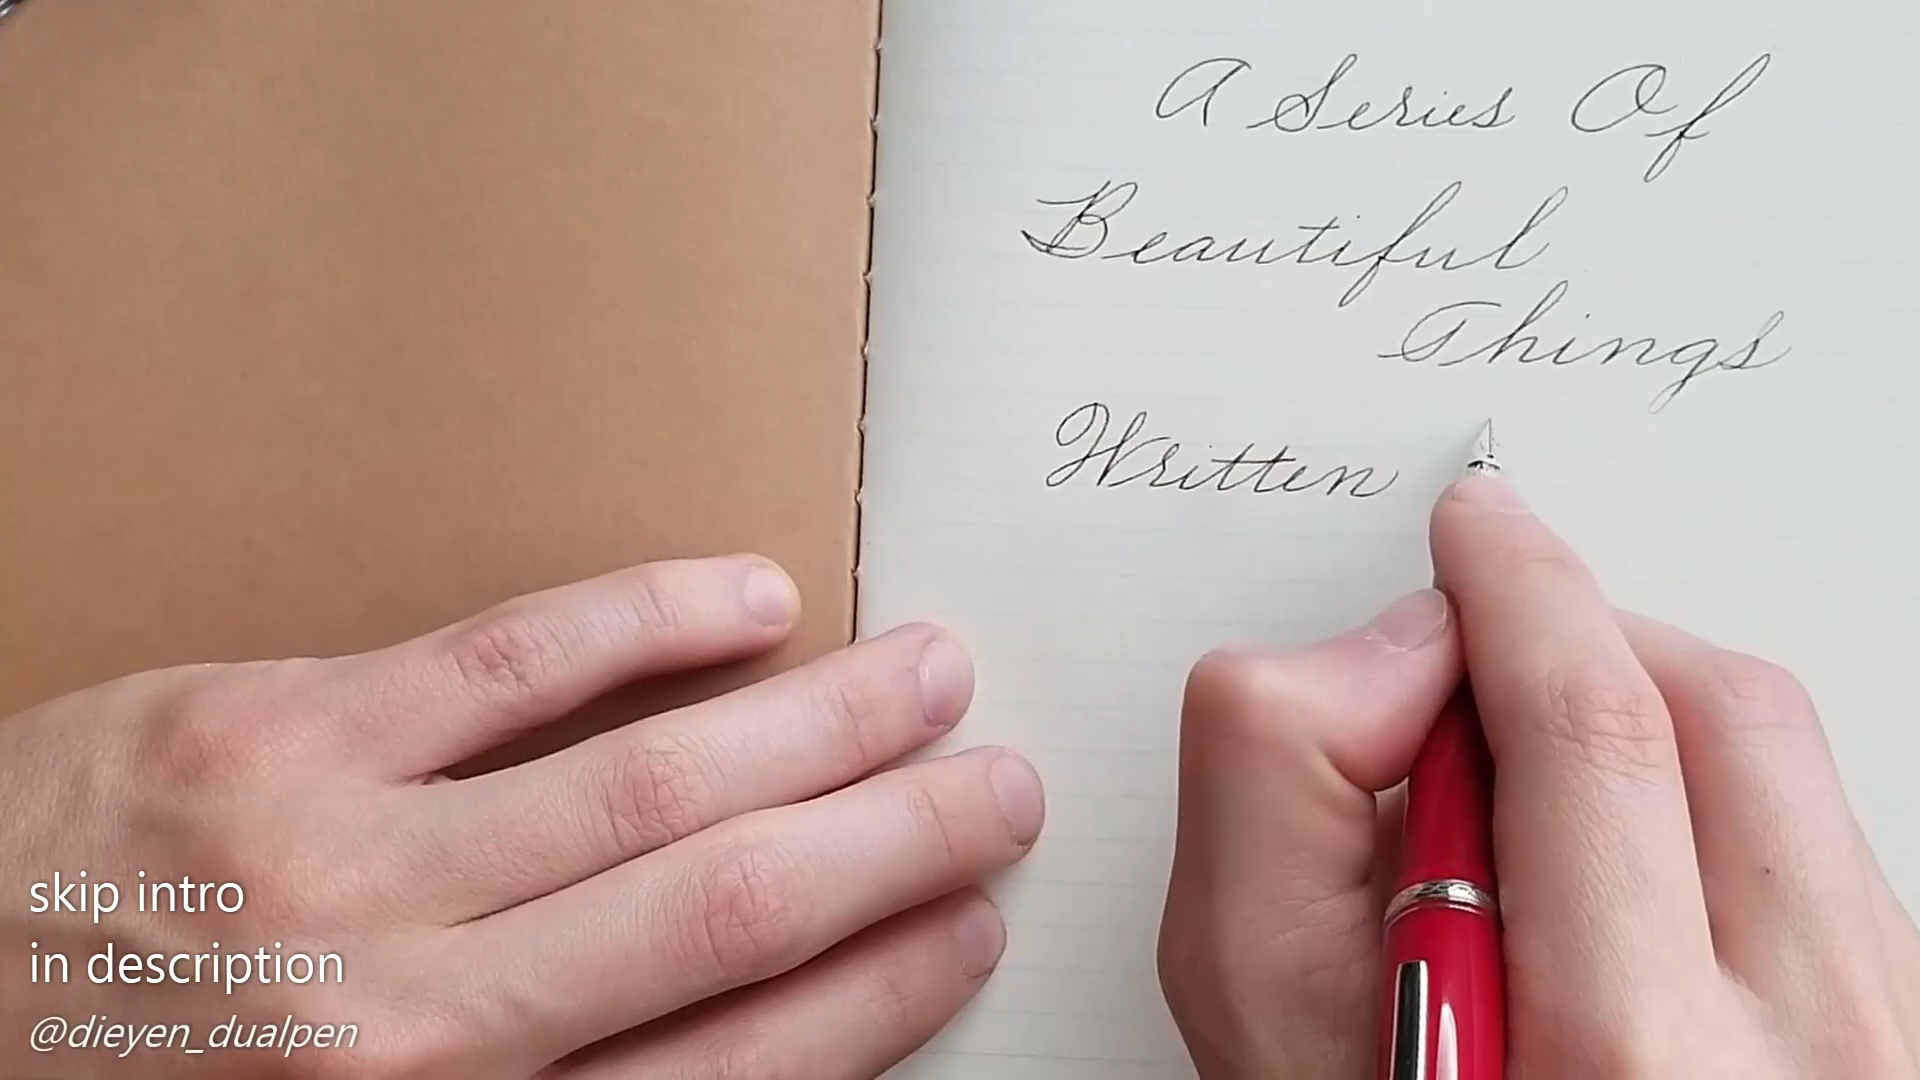 A Series Of
Beautiful
Things
Written
skip intro
in description
@dieyen_dualpen